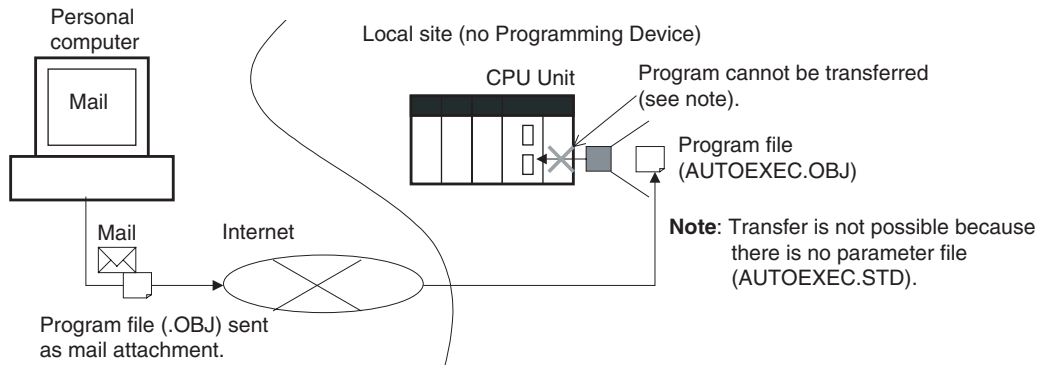 Personal
computer
Mail
Local site (no Programming Device)
CPU Unit
Program cannot be transferred
(see note).
Program file
(AUTOEXEC.OBJ)
Mail
Internet
Note: Transfer is not possible because
there is no parameter file
(AUTOEXEC.STD).
Program file (.OBJ) sent
as mail attachment.